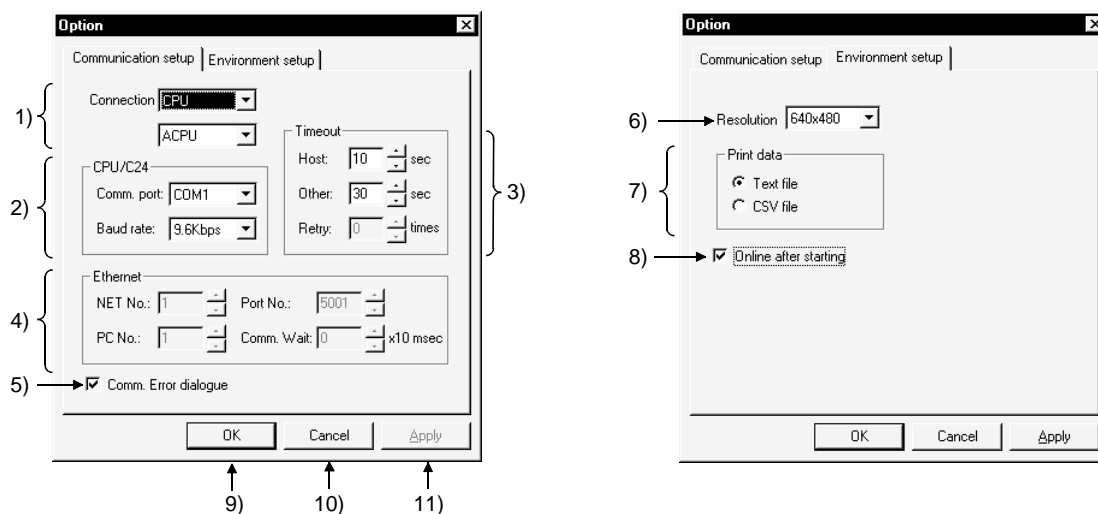 Option
Communication setup
Environment setup
1)
Connection
CPU
ACPU
2)
CPU/C24
Comm. port:
COM1
Baud rate:
9.6Kbps
3)
Timeout
Host:
10
sec
Other:
30
sec
Retry:
0
times
4)
Ethernet
NET No.:
1
Port No.:
5001
PC No.:
1
Comm. Wait:
0
x10 msec
5)
Comm. Error dialogue
OK
Cancel
Apply
9)
10)
11)
Option
Communication setup
Environment setup
6)
Resolution
640x480
7)
Print data
Text file
CSV file
8)
Online after starting
OK
Cancel
Apply